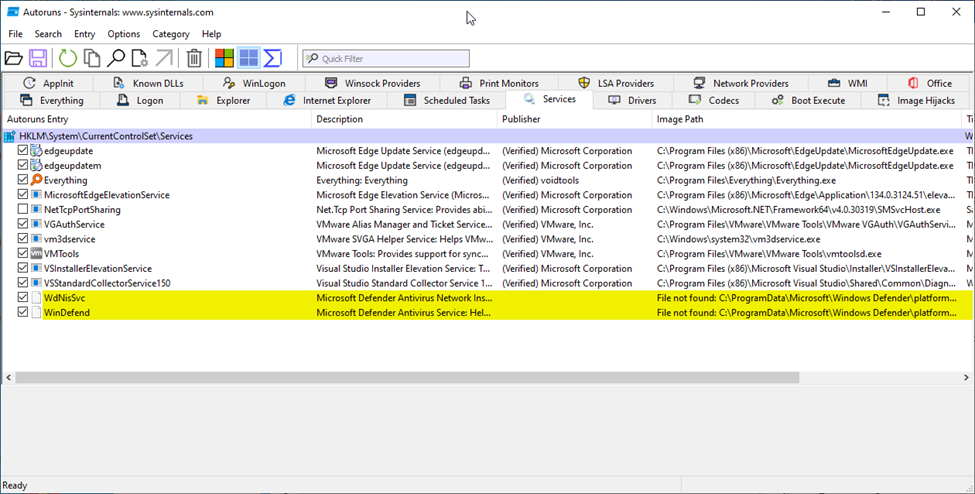 Autoruns - Sysinternals: www.sysinternals.com
File Search Entry Options Category Help
Quick Filter
AppInit Known DLLs WinLogon Winsock Providers Print Monitors LSA Providers Network Providers WMI Office
Everything Logon Explorer Internet Explorer Scheduled Tasks Services Drivers Codecs Boot Execute Image Hijacks
Autoruns Entry Description Publisher Image Path Ti
HKLM\System\CurrentControlSet\Services W
edgeupdate Microsoft Edge Update Service (edgeupd... (Verified) Microsoft Corporation C:\Program Files (x86)\Microsoft\EdgeUpdate\MicrosoftEdgeUpdate.exe
edgeupdatem Microsoft Edge Update Service (edgeupd... (Verified) Microsoft Corporation C:\Program Files (x86)\Microsoft\EdgeUpdate\MicrosoftEdgeUpdate.exe
Everything Everything: Everything (Verified) voidtools C:\Program Files\Everything\Everything.exe
MicrosoftEdgeElevationService Microsoft Edge Elevation Service (Micros... (Verified) Microsoft Corporation C:\Program Files (x86)\Microsoft\Edge\Application\134.0.3124.51\eleva...
NetTcpPortSharing Net.Tcp Port Sharing Service: Provides abi... (Verified) Microsoft Corporation C:\Windows\Microsoft.NET\Framework64\v4.0.30319\SMSvcHost.exe
VGAuthService VMware Alias Manager and Ticket Service... (Verified) VMware, Inc. C:\Program Files\VMware\VMware Tools\VMware VGAuth\VGAuthServi...
vm3dservice VMware SVGA Helper Service: Helps VMw... (Verified) VMware, Inc. C:\Windows\system32\vm3dservice.exe
VMTools VMware Tools: Provides support for sync... (Verified) VMware, Inc. C:\Program Files\VMware\VMware Tools\vmtoolsd.exe
VSInstallerElevationService Visual Studio Installer Elevation Service: T... (Verified) Microsoft Corporation C:\Program Files (x86)\Microsoft Visual Studio\Installer\VSInstallerEleva...
VSStandardCollectorService150 Visual Studio Standard Collector Service 1... (Verified) Microsoft Corporation C:\Program Files (x86)\Microsoft Visual Studio\Shared\Common\Diagn...
WdNisSvc Microsoft Defender Antivirus Network Ins... File not found: C:\ProgramData\Microsoft\Windows Defender\platform...
WinDefend Microsoft Defender Antivirus Service: Hel... File not found: C:\ProgramData\Microsoft\Windows Defender\platform...
Ready